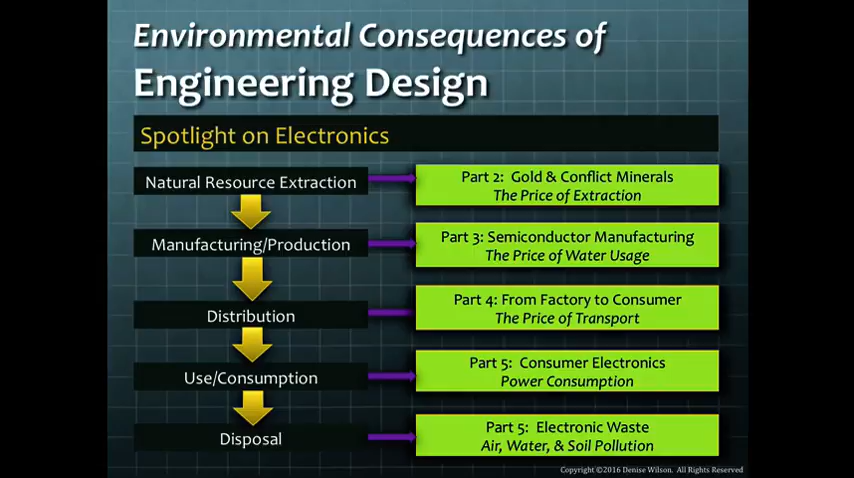 Environmental Consequences of
Engineering Design
Spotlight on Electronics
Natural Resource Extraction
Part 2: Gold & Conflict Minerals
The Price of Extraction
Manufacturing/Production
Part 3: Semiconductor Manufacturing
The Price of Water Usage
Distribution
Part 4: From Factory to Consumer
The Price of Transport
Use/Consumption
Part 5: Consumer Electronics
Power Consumption
Disposal
Part 5: Electronic Waste
Air, Water, & Soil Pollution
Copyright ©2016 Denise Wilson. All Rights Reserved